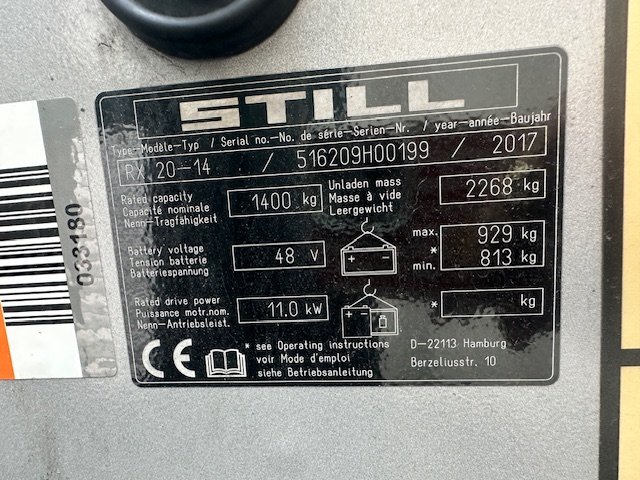 STILL
Type-Modèle-Typ / Serial no.-No. de série-Serien-Nr. / year-année-Baujahr
RX 20-14 / 516209H00199 / 2017
Rated capacity
Capacité nominale
Nenn-Tragfähigkeit
1400 kg
Unladen mass
Masse à vide
Leergewicht
2268 kg
Battery voltage
Tension batterie
Batteriespannung
48 V
max. 929 kg
*
min. 813 kg
Rated drive power
Puissance motr.nom.
Nenn-Antriebsleist.
11.0 kW
* kg
CE
* see Operating instructions
voir Mode d'emploi
siehe Betriebsanleitung
D-22113 Hamburg
Berzeliusstr. 10
033180